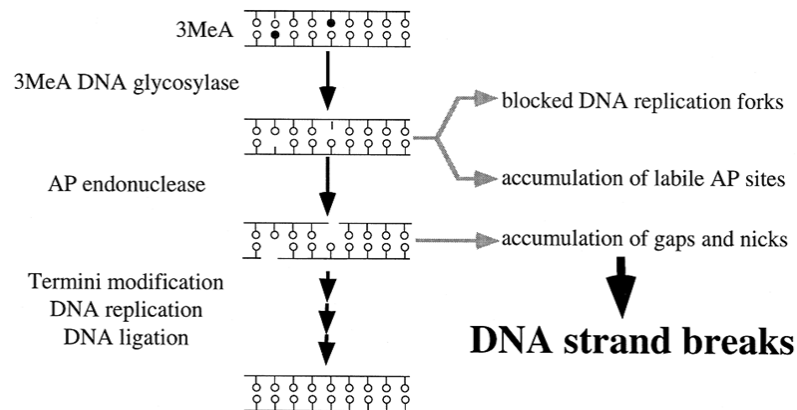 3MeA
3MeA DNA glycosylase
blocked DNA replication forks
accumulation of labile AP sites
AP endonuclease
accumulation of gaps and nicks
Termini modification
DNA replication
DNA ligation
DNA strand breaks